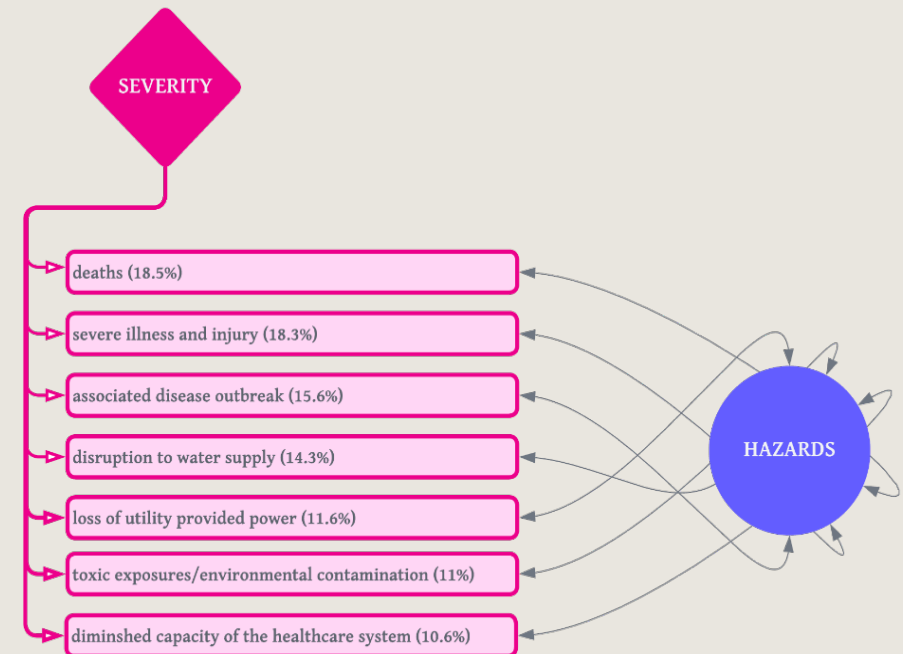 SEVERITY
deaths (18.5%)
severe illness and injury (18.3%)
associated disease outbreak (15.6%)
disruption to water supply (14.3%)
HAZARDS
loss of utility provided power (11.6%)
toxic exposures/environmental contamination (11%)
diminshed capacity of the healthcare system (10.6%)